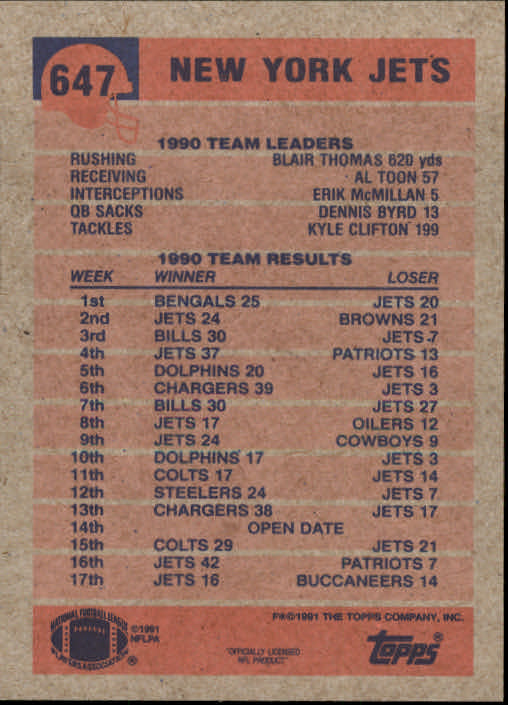 647
NEW YORK JETS
1990 TEAM LEADERS
RUSHING BLAIR THOMAS 620 yds
RECEIVING AL TOON 57
INTERCEPTIONS ERIK McMILLAN 5
QB SACKS DENNIS BYRD 13
TACKLES KYLE CLIFTON 199
1990 TEAM RESULTS
WEEK WINNER LOSER
1st BENGALS 25 JETS 20
2nd JETS 24 BROWNS 21
3rd BILLS 30 JETS 7
4th JETS 37 PATRIOTS 13
5th DOLPHINS 20 JETS 16
6th CHARGERS 39 JETS 3
7th BILLS 30 JETS 27
8th JETS 17 OILERS 12
9th JETS 24 COWBOYS 9
10th DOLPHINS 17 JETS 3
11th COLTS 17 JETS 14
12th STEELERS 24 JETS 7
13th CHARGERS 38 JETS 17
14th OPEN DATE
15th COLTS 29 JETS 21
16th JETS 42 PATRIOTS 7
17th JETS 16 BUCCANEERS 14
NATIONAL FOOTBALL LEAGUE
PLAYERS ASSOCIATION ®
©1991
NFLPA
"OFFICIALLY LICENSED
NFL PRODUCT"
F#©1991 THE TOPPS COMPANY, INC.
TOPPS®